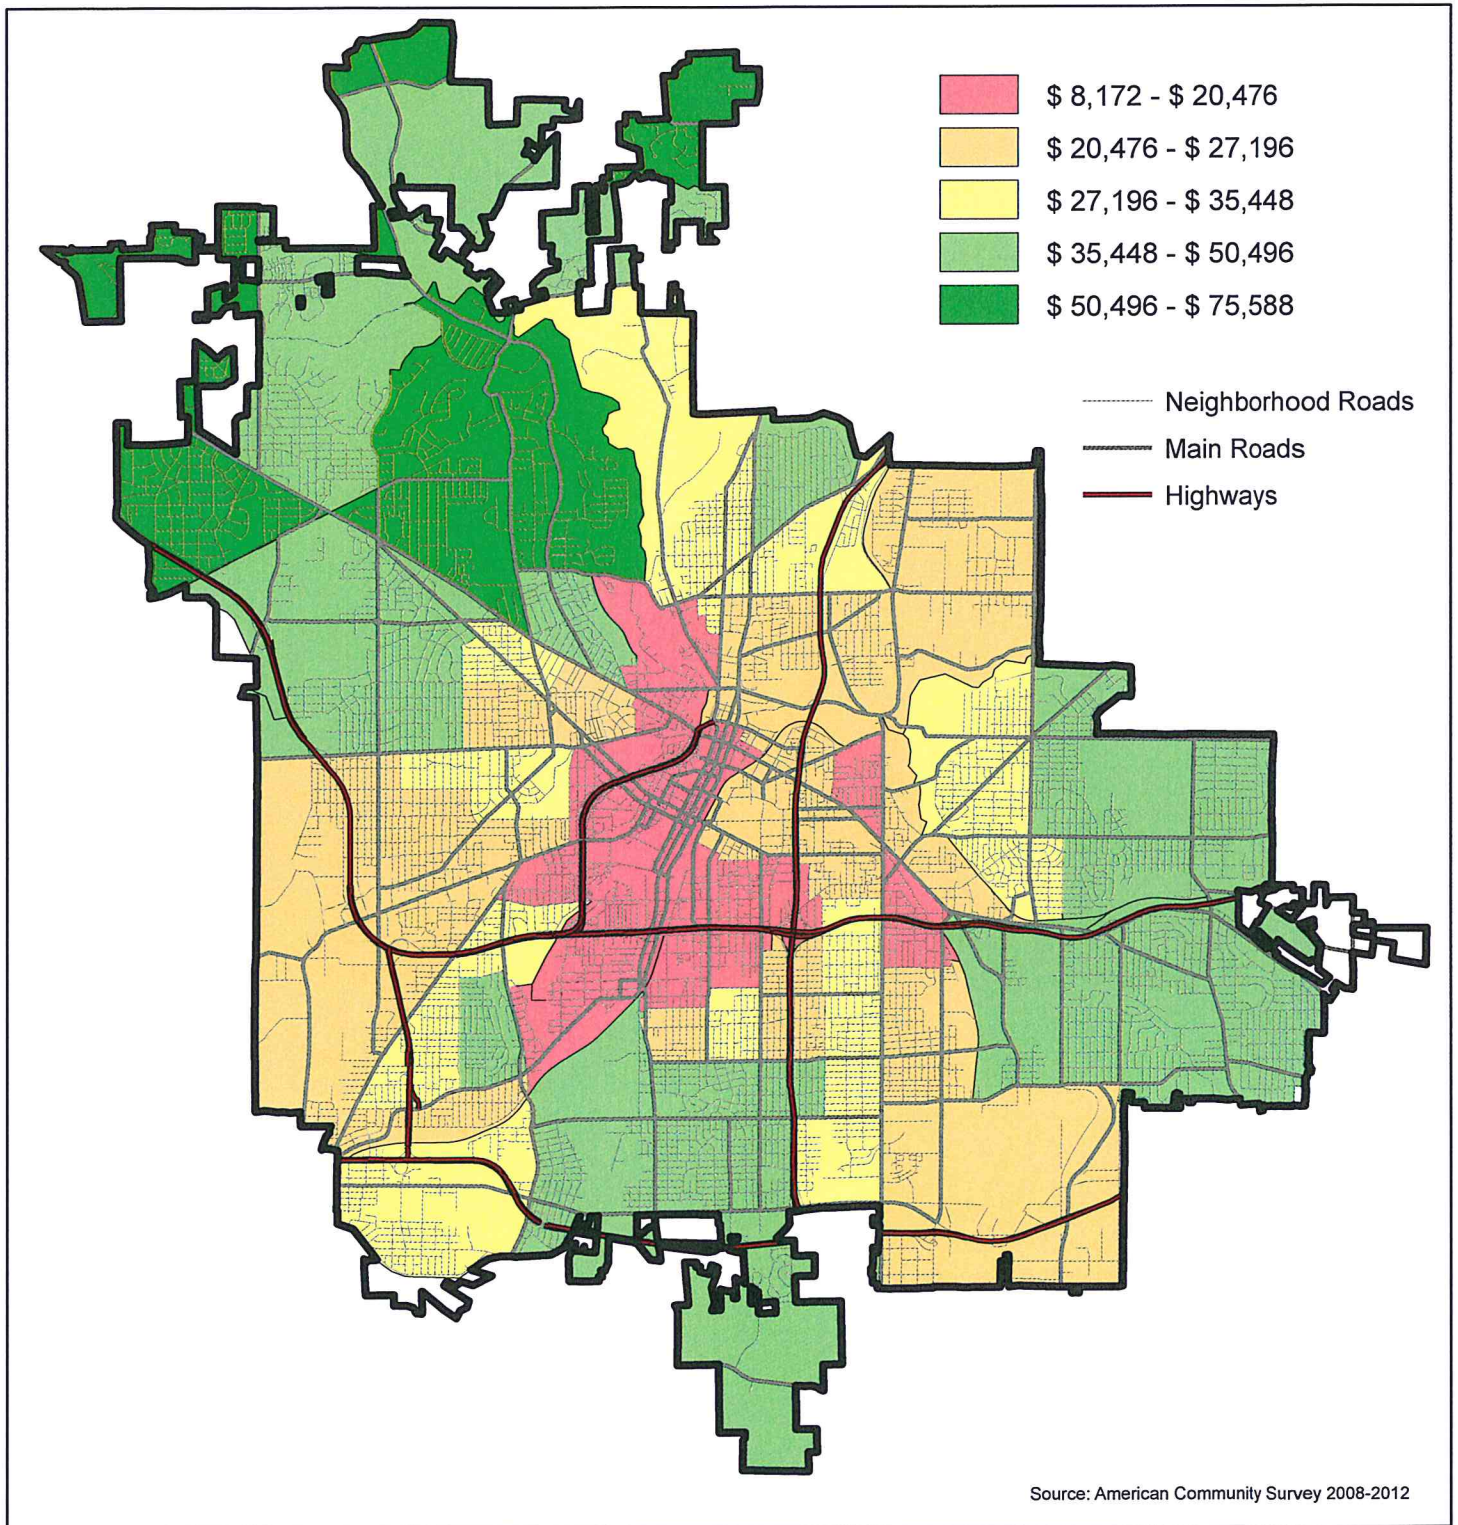 $ 8,172 - $ 20,476
$ 20,476 - $ 27,196
$ 27,196 - $ 35,448
$ 35,448 - $ 50,496
$ 50,496 - $ 75,588
Neighborhood Roads
Main Roads
Highways
Source: American Community Survey 2008-2012